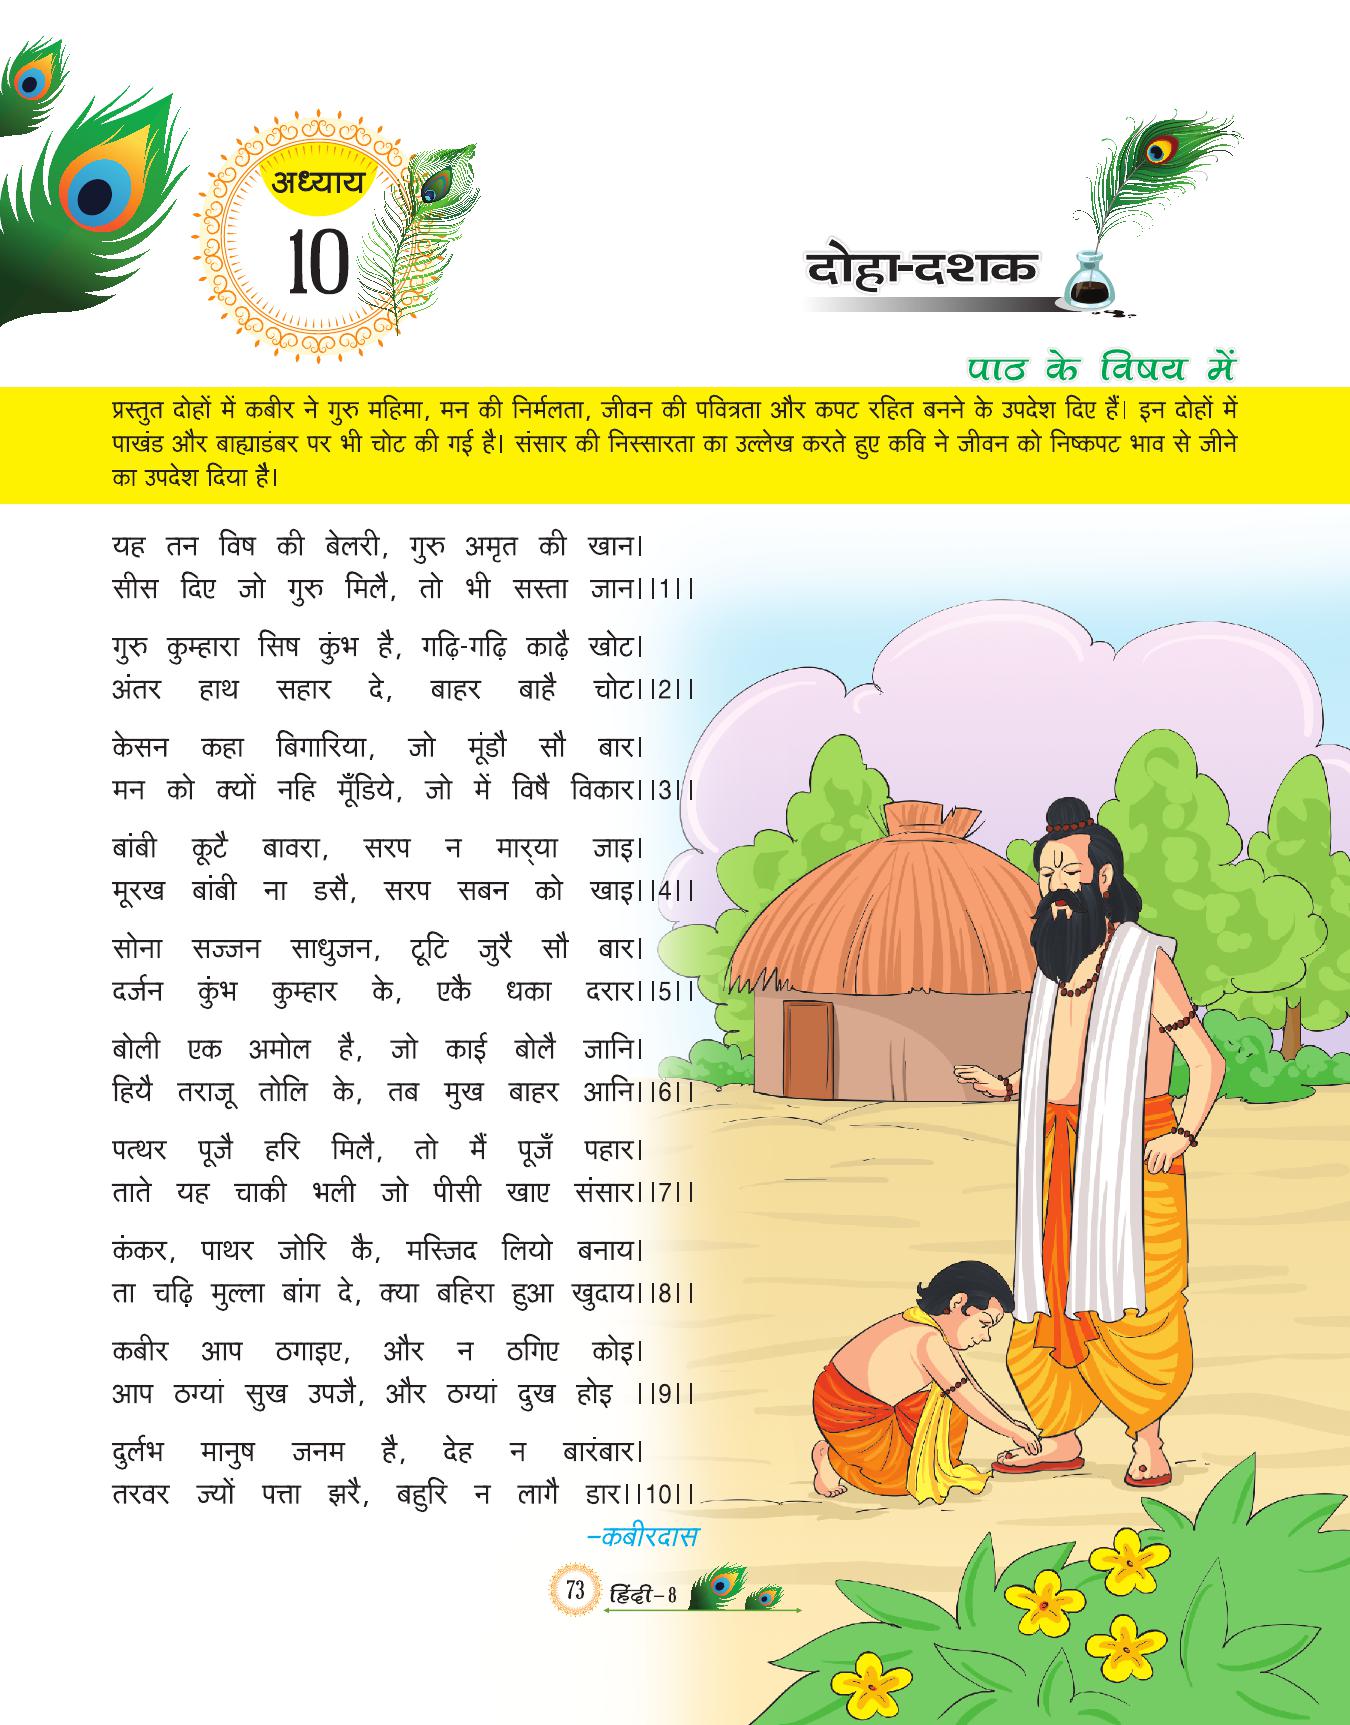 अध्याय
10
दोहा-दशक
पाठ के विषय में
प्रस्तुत दोहों में कबीर ने गुरु महिमा, मन की निर्मलता, जीवन की पवित्रता और कपट रहित बनने के उपदेश दिए हैं। इन दोहों में
पाखंड और बाह्याडंबर पर भी चोट की गई है। संसार की निस्सारता का उल्लेख करते हुए कवि ने जीवन को निष्कपट भाव से जीने
का उपदेश दिया है।
यह तन विष की बेलरी, गुरु अमृत की खान।
सीस दिए जो गुरु मिलै, तो भी सस्ता जान।।1।।
गुरु कुम्हारा सिष कुंभ है, गढ़ि-गढ़ि काढ़ै खोट।
अंतर हाथ सहार दे, बाहर बाहै चोट।।2।।
केसन कहा बिगारिया, जो मूंडौ सौ बार।
मन को क्यों नहि मूँडिये, जो में विषै विकार।।3।।
बांबी कूटै बावरा, सरप न मार्‌या जाइ।
मूरख बांबी ना डसै, सरप सबन को खाइ।।4।।
सोना सज्जन साधुजन, टूटि जुरै सौ बार।
दर्जन कुंभ कुम्हार के, एकै धका दरार।।5।।
बोली एक अमोल है, जो काई बोलै जानि।
हियै तराजू तोलि के, तब मुख बाहर आनि।।6।।
पत्थर पूजै हरि मिलै, तो मैं पूजँ पहार।
ताते यह चाकी भली जो पीसी खाए संसार।।7।।
कंकर, पाथर जोरि कै, मस्जिद लियो बनाय।
ता चढ़ि मुल्ला बांग दे, क्या बहिरा हुआ खुदाय।।8।।
कबीर आप ठगाइए, और न ठगिए कोइ।
आप ठग्यां सुख उपजै, और ठग्यां दुख होइ ।।9।।
दुर्लभ मानुष जनम है, देह न बारंबार।
तरवर ज्यों पत्ता झरै, बहुरि न लागै डार।।10।।
–कबीरदास
73 हिंदी–8